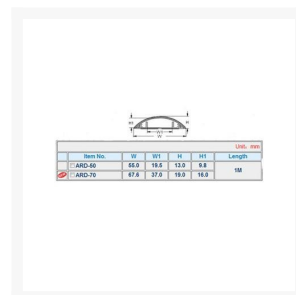 H1
W1
H
W
Unit: mm
Item No. W W1 H H1 Length
□ARD-50 55.0 19.5 13.0 9.8
1M
□ARD-70 67.6 37.0 19.0 16.0